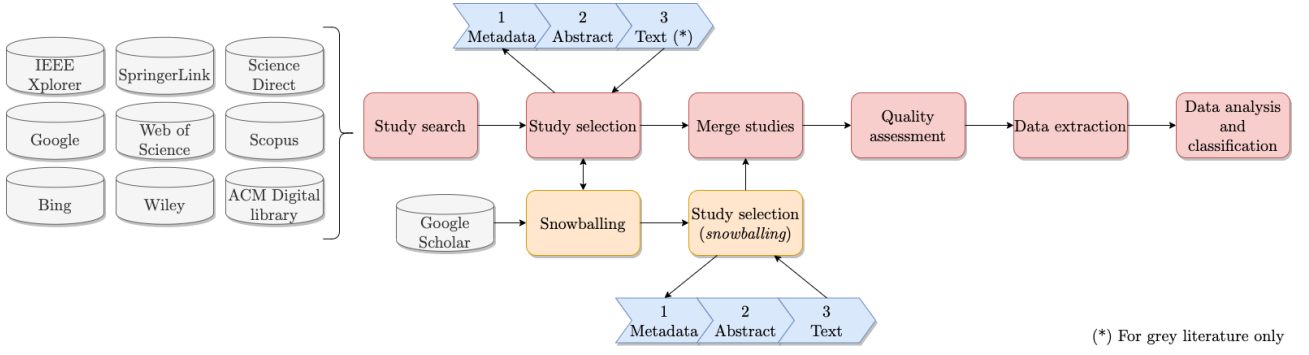 1
Metadata
2
Abstract
3
Text (*)
IEEE
Xplorer
SpringerLink
Science
Direct
Google
Web of
Science
Scopus
Bing
Wiley
ACM Digital
library
Study search
Study selection
Merge studies
Quality
assessment
Data extraction
Data analysis
and
classification
Google
Scholar
Snowballing
Study selection
(snowballing)
1
Metadata
2
Abstract
3
Text
(*) For grey literature only